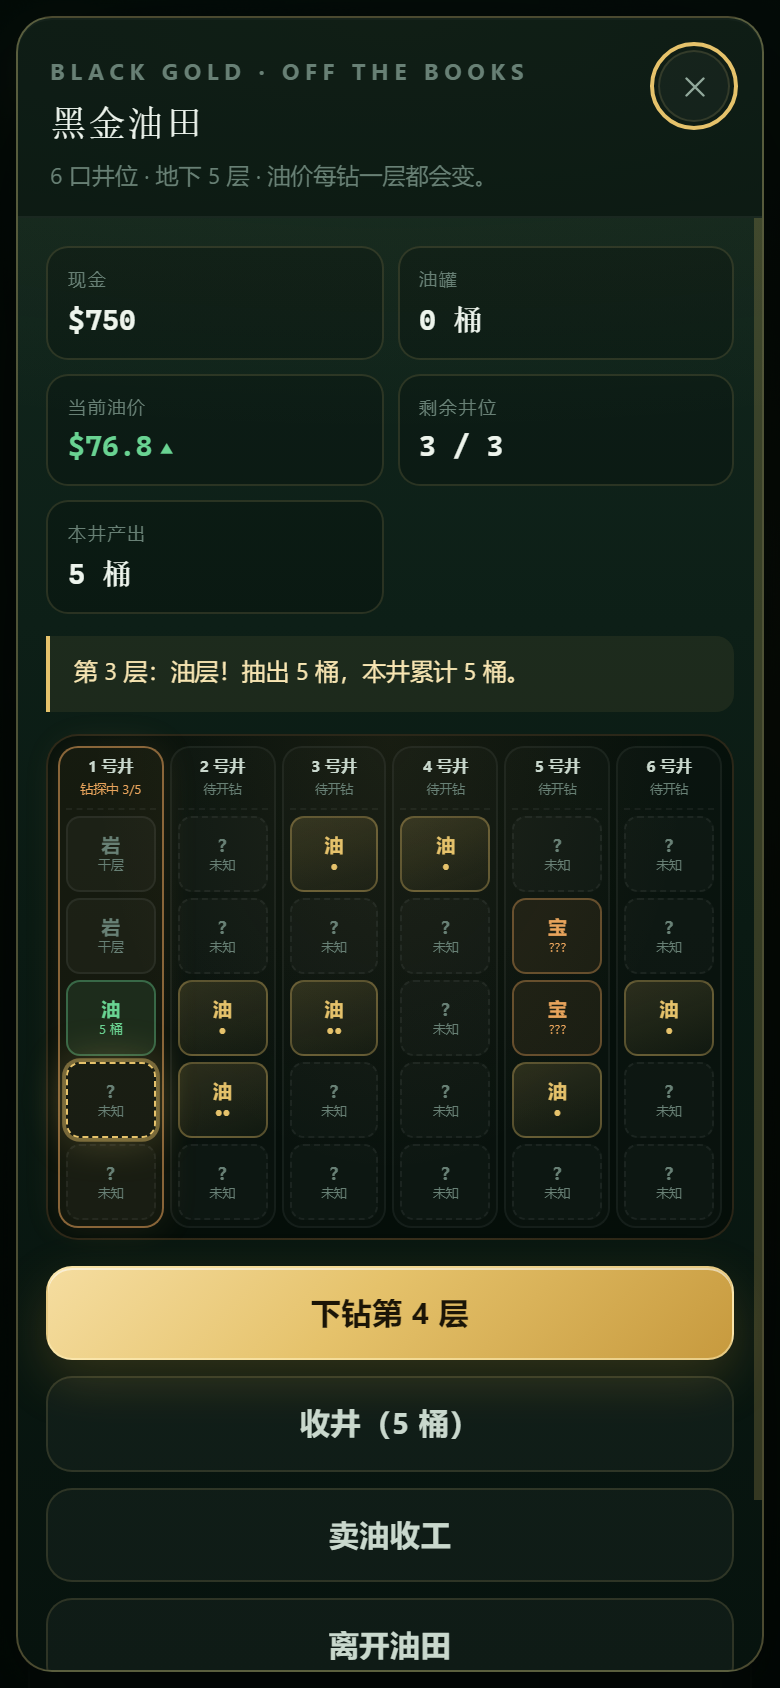 BLACK GOLD · OFF THE BOOKS
黑金油田
6 口井位 · 地下 5 层 · 油价每钻一层都会变。
现金
$750
油罐
0 桶
当前油价
$76.8▲
剩余井位
3 / 3
本井产出
5 桶
第 3 层：油层！抽出 5 桶，本井累计 5 桶。
1 号井
钻探中 3/5
岩
干层
岩
干层
油
5 桶
?
未知
?
未知
2 号井
待开钻
?
未知
?
未知
油
●
油
●●
?
未知
3 号井
待开钻
油
●
?
未知
油
●●
?
未知
?
未知
4 号井
待开钻
油
●
?
未知
?
未知
?
未知
?
未知
5 号井
待开钻
?
未知
宝
???
宝
???
油
●
?
未知
6 号井
待开钻
?
未知
?
未知
油
●
?
未知
?
未知
下钻第 4 层
收井（5 桶）
卖油收工
离开油田